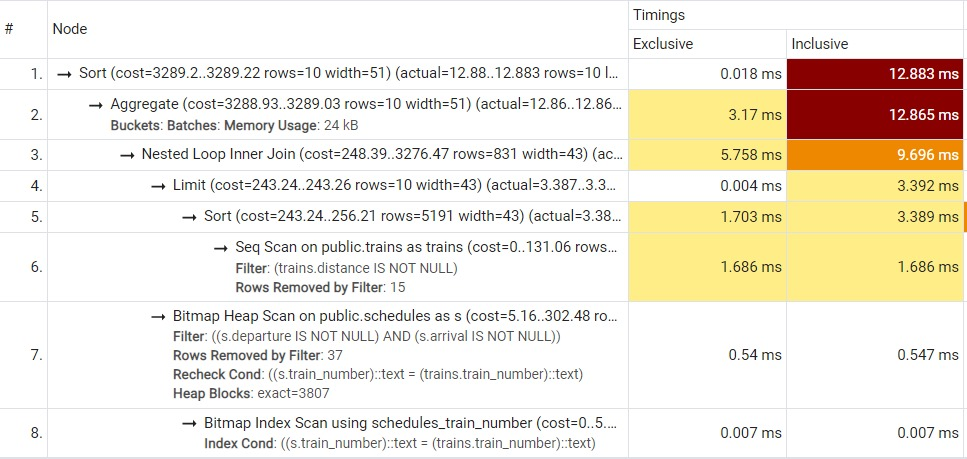 # Node Timings
Exclusive Inclusive
1. → Sort (cost=3289.2..3289.22 rows=10 width=51) (actual=12.88..12.883 rows=10 l... 0.018 ms 12.883 ms
2. → Aggregate (cost=3288.93..3289.03 rows=10 width=51) (actual=12.86..12.86... 3.17 ms 12.865 ms
Buckets: Batches: Memory Usage: 24 kB
3. → Nested Loop Inner Join (cost=248.39..3276.47 rows=831 width=43) (ac... 5.758 ms 9.696 ms
4. → Limit (cost=243.24..243.26 rows=10 width=43) (actual=3.387..3.3... 0.004 ms 3.392 ms
5. → Sort (cost=243.24..256.21 rows=5191 width=43) (actual=3.38... 1.703 ms 3.389 ms
6. → Seq Scan on public.trains as trains (cost=0..131.06 rows... 1.686 ms 1.686 ms
Filter: (trains.distance IS NOT NULL)
Rows Removed by Filter: 15
7. → Bitmap Heap Scan on public.schedules as s (cost=5.16..302.48 ro... 0.54 ms 0.547 ms
Filter: ((s.departure IS NOT NULL) AND (s.arrival IS NOT NULL))
Rows Removed by Filter: 37
Recheck Cond: ((s.train_number)::text = (trains.train_number)::text)
Heap Blocks: exact=3807
8. → Bitmap Index Scan using schedules_train_number (cost=0..5.... 0.007 ms 0.007 ms
Index Cond: ((s.train_number)::text = (trains.train_number)::text)